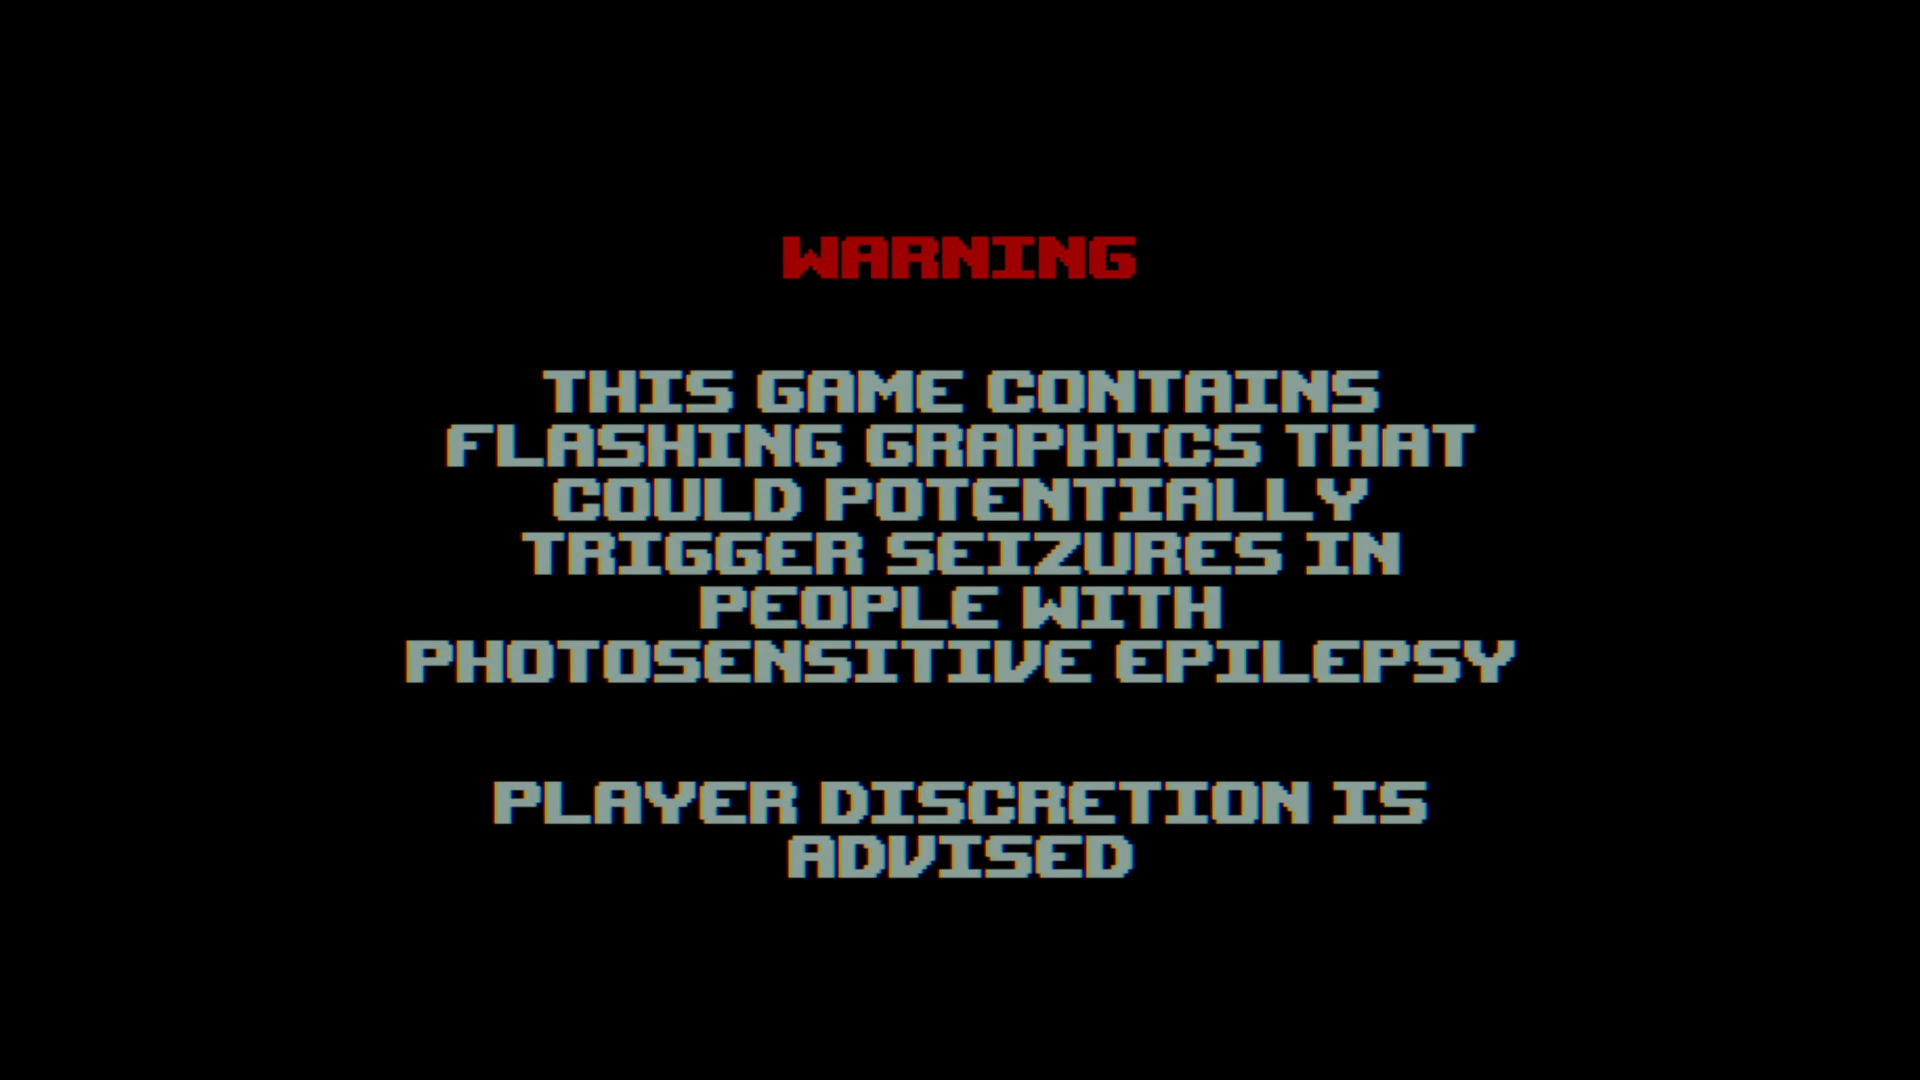 WARNING
THIS GAME CONTAINS
FLASHING GRAPHICS THAT
COULD POTENTIALLY
TRIGGER SEIZURES IN
PEOPLE WITH
PHOTOSENSITIVE EPILEPSY
PLAYER DISCRETION IS
ADVISED